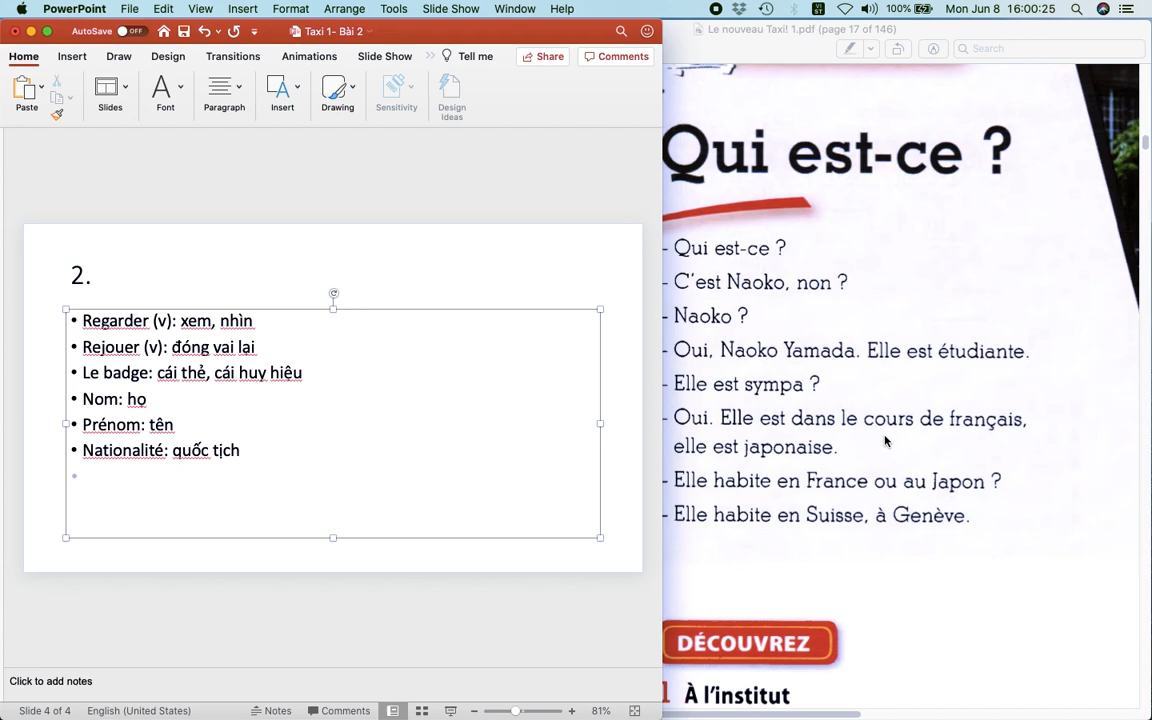 PowerPoint File Edit View Insert Format Arrange Tools Slide Show Window Help
VI
ST
100% Mon Jun 8 16:00:25
AutoSave OFF
Taxi 1- Bài 2
Home Insert Draw Design Transitions Animations Slide Show Tell me Share Comments
Paste Slides Font Paragraph Insert Drawing Sensitivity Design
Ideas
2.
• Regarder (v): xem, nhìn
• Rejouer (v): đóng vai lại
• Le badge: cái thẻ, cái huy hiệu
• Nom: họ
• Prénom: tên
• Nationalité: quốc tịch
Click to add notes
Slide 4 of 4 English (United States) Notes Comments 81%
Le nouveau Taxi! 1.pdf (page 17 of 146)
Search
Qui est-ce ?
- Qui est-ce ?
- C'est Naoko, non ?
- Naoko ?
- Oui, Naoko Yamada. Elle est étudiante.
- Elle est sympa ?
- Oui. Elle est dans le cours de français,
elle est japonaise.
- Elle habite en France ou au Japon ?
- Elle habite en Suisse, à Genève.
DÉCOUVREZ
1 À l'institut